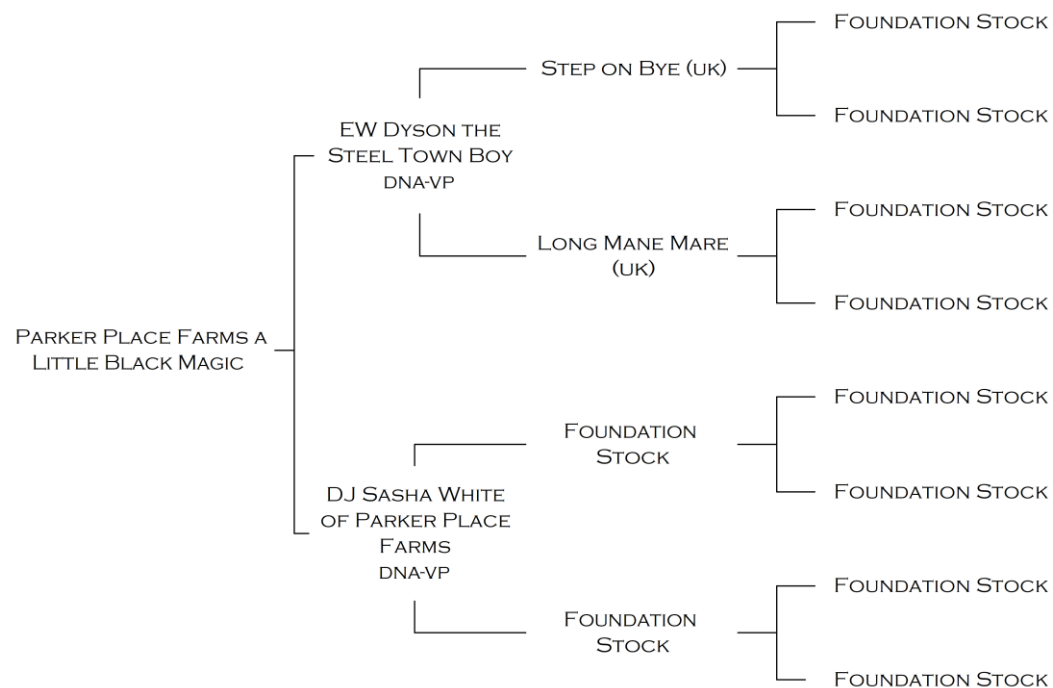 Foundation Stock
Step on Bye (UK)
Foundation Stock
EW Dyson the
Steel Town Boy
DNA-VP
Foundation Stock
Long Mane Mare
(UK)
Foundation Stock
Parker Place Farms a
Little Black Magic
Foundation Stock
Foundation
Stock
Foundation Stock
DJ Sasha White
of Parker Place
Farms
DNA-VP
Foundation Stock
Foundation
Stock
Foundation Stock